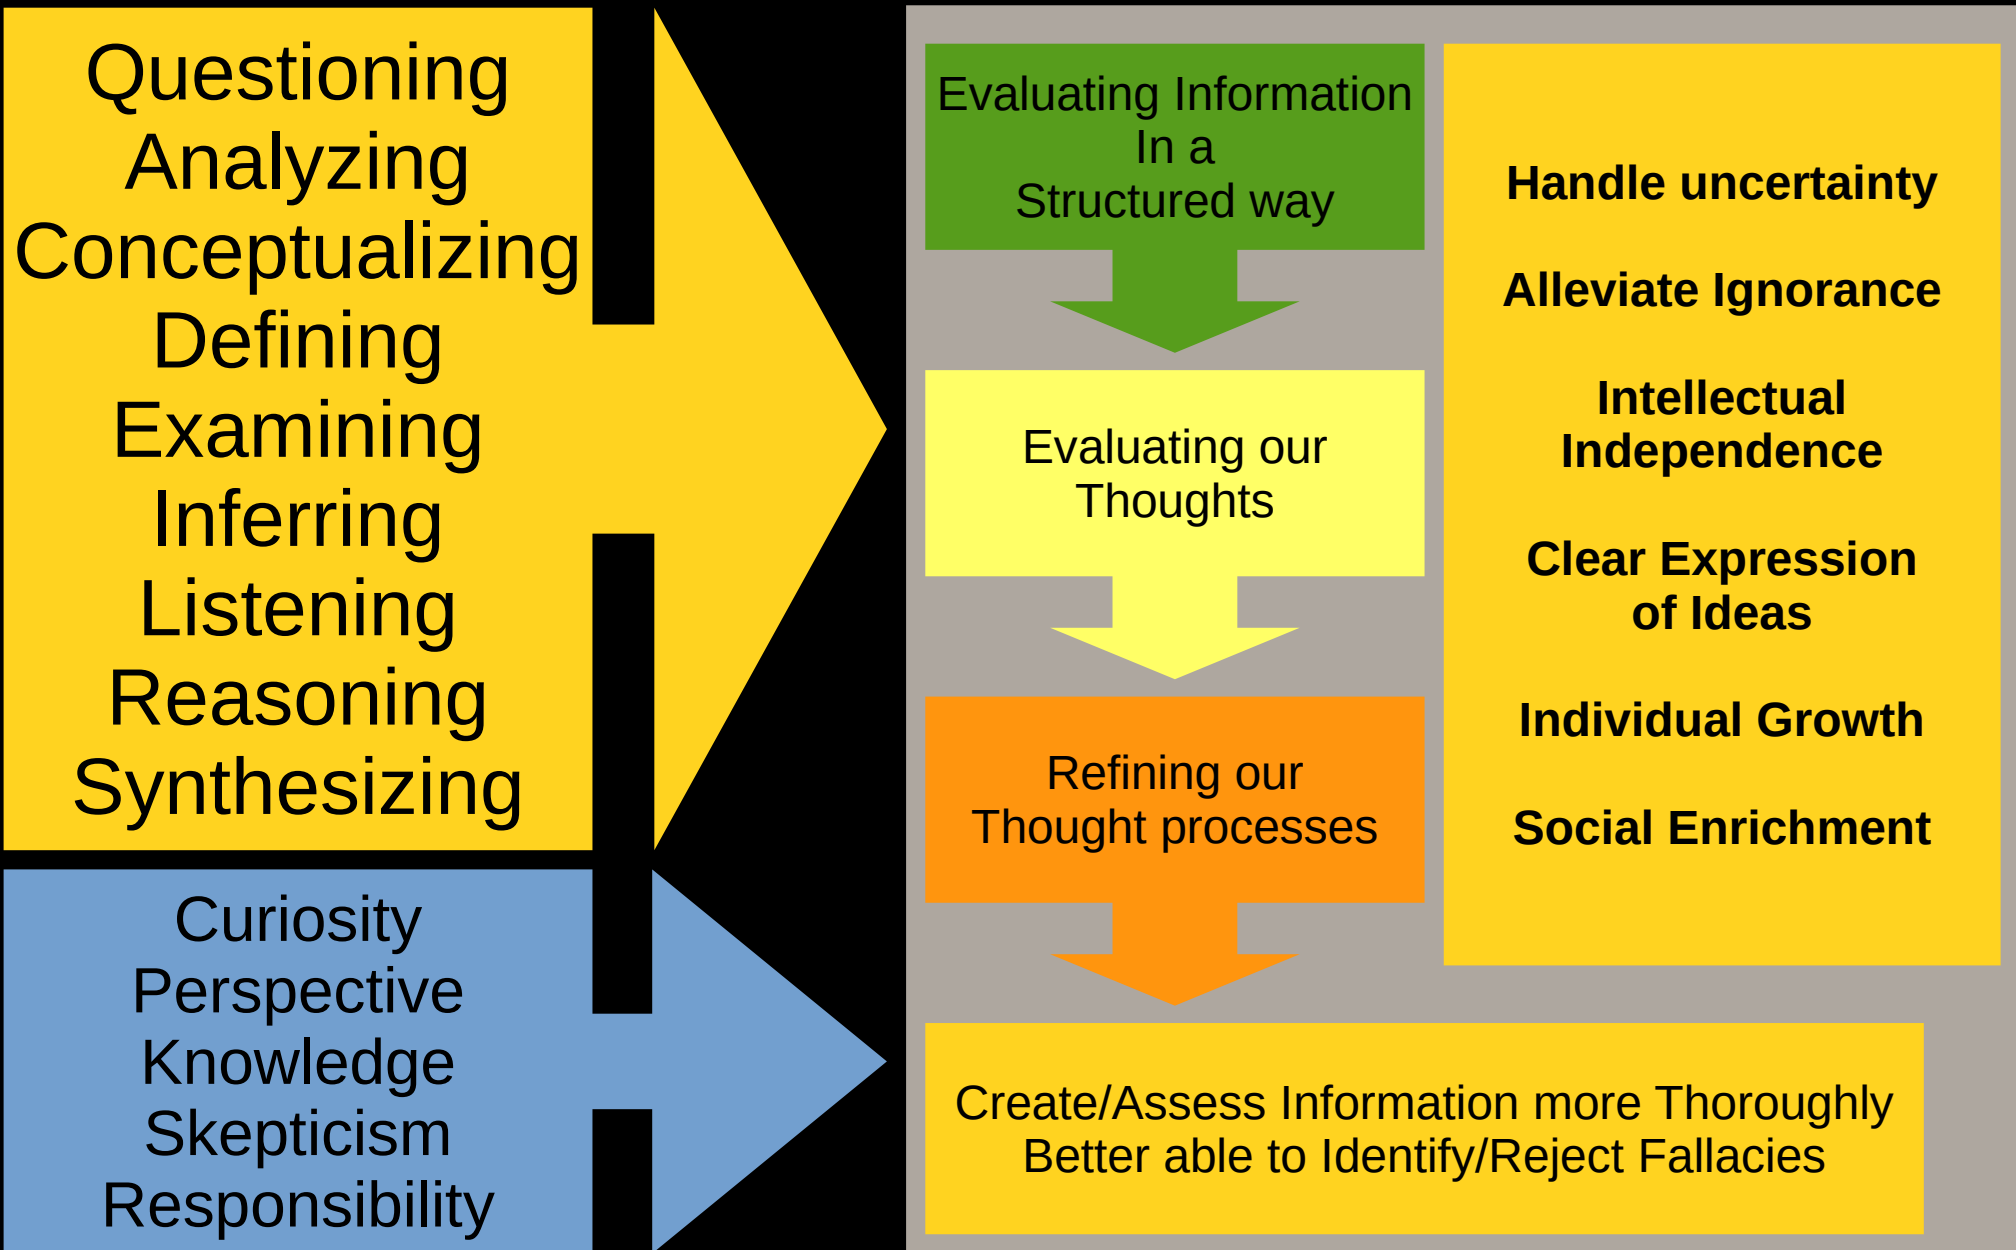 Questioning
Analyzing
Conceptualizing
Defining
Examining
Inferring
Listening
Reasoning
Synthesizing
Curiosity
Perspective
Knowledge
Skepticism
Responsibility
Evaluating Information
In a
Structured way
Evaluating our
Thoughts
Refining our
Thought processes
Create/Assess Information more Thoroughly
Better able to Identify/Reject Fallacies
Handle uncertainty
Alleviate Ignorance
Intellectual
Independence
Clear Expression
of Ideas
Individual Growth
Social Enrichment